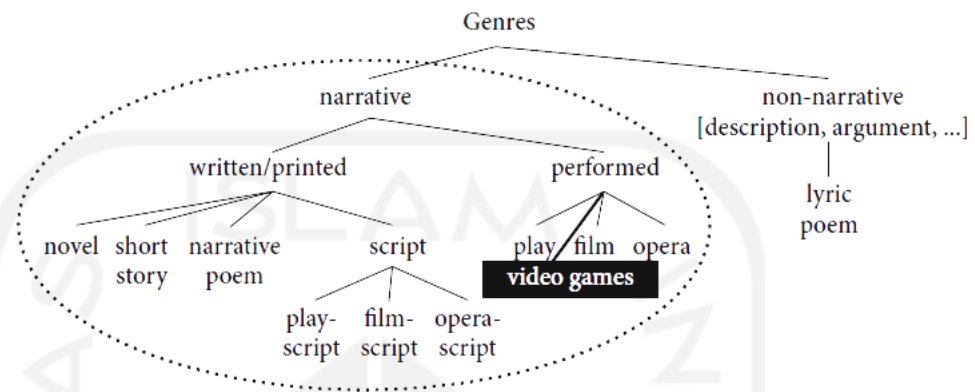 Genres
narrative
non-narrative
[description, argument, ...]
written/printed
performed
lyric
poem
novel short story narrative poem script play film opera
video games
play-script film-script opera-script
ISLAM